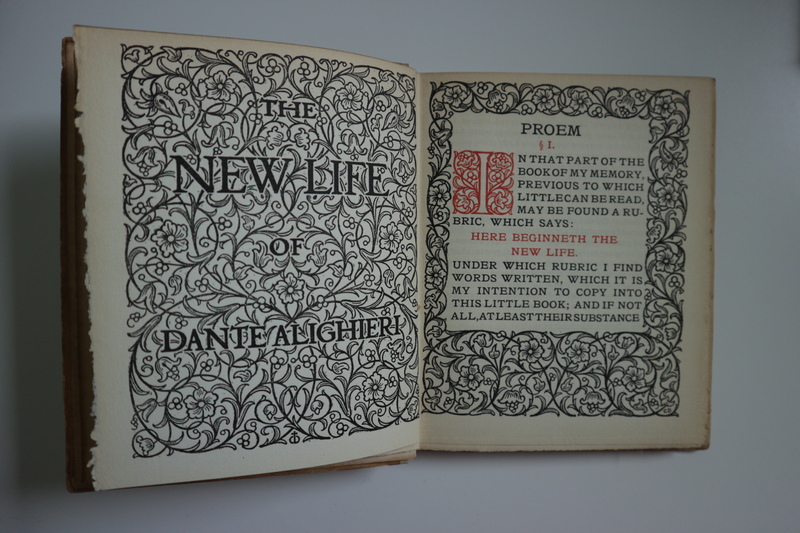 THE
NEW LIFE
OF
DANTE ALIGHIERI
PROEM
§ I.
IN THAT PART OF THE
BOOK OF MY MEMORY,
PREVIOUS TO WHICH
LITTLE CAN BE READ,
MAY BE FOUND A RU-
BRIC, WHICH SAYS:
HERE BEGINNETH THE
NEW LIFE.
UNDER WHICH RUBRIC I FIND
WORDS WRITTEN, WHICH IT IS
MY INTENTION TO COPY INTO
THIS LITTLE BOOK; AND IF NOT
ALL, AT LEAST THEIR SUBSTANCE